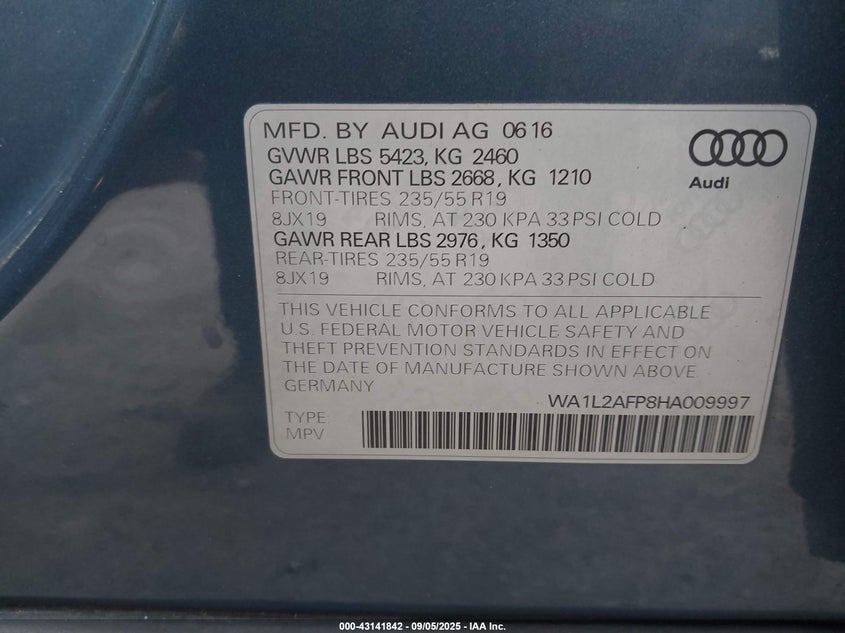 MFD. BY AUDI AG 06 16
GVWR LBS 5423, KG 2460
GAWR FRONT LBS 2668, KG 1210
FRONT-TIRES 235/55 R19
8JX19 RIMS, AT 230 KPA 33 PSI COLD
GAWR REAR LBS 2976, KG 1350
REAR-TIRES 235/55 R19
8JX19 RIMS, AT 230 KPA 33 PSI COLD
Audi
THIS VEHICLE CONFORMS TO ALL APPLICABLE
U.S. FEDERAL MOTOR VEHICLE SAFETY AND
THEFT PREVENTION STANDARDS IN EFFECT ON
THE DATE OF MANUFACTURE SHOWN ABOVE.
GERMANY
WA1L2AFP8HA009997
TYPE
MPV
000-43141842 - 09/05/2025 - IAA Inc.